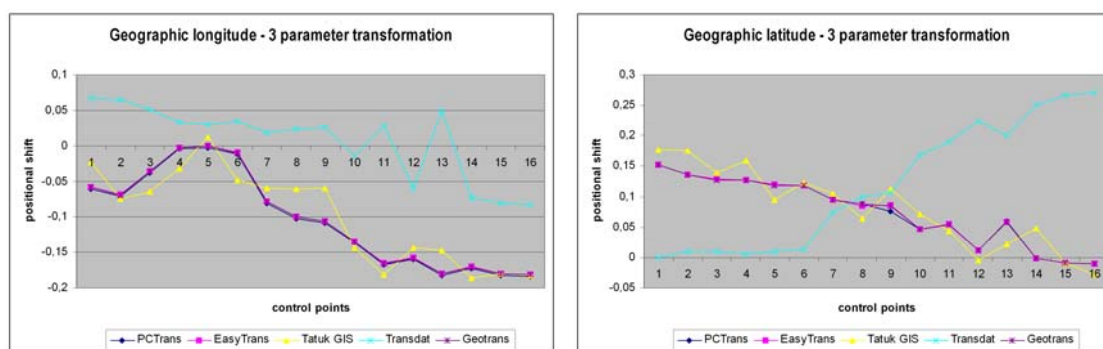 Geographic longitude - 3 parameter transformation
0,1
0,05
0
-0,05
-0,1
-0,15
-0,2
positional shift
1 2 3 4 5 6 7 8 9 10 11 12 13 14 15 16
control points
PCTrans EasyTrans Tatuk GIS Transdat Geotrans
Geographic latitude - 3 parameter transformation
0,3
0,25
0,2
0,15
0,1
0,05
0
-0,05
positional shift
1 2 3 4 5 6 7 8 9 10 11 12 13 14 15 16
control points
PCTrans EasyTrans Tatuk GIS Transdat Geotrans